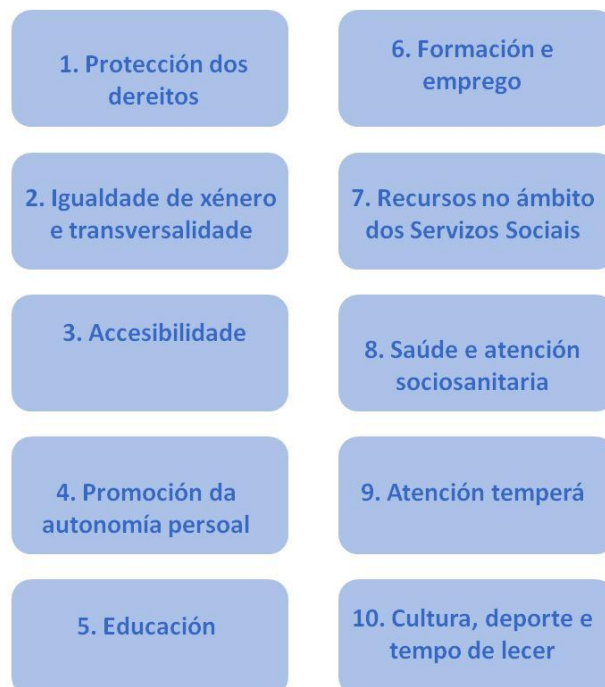 1. Protección dos
dereitos
2. Igualdade de xénero
e transversalidade
3. Accesibilidade
4. Promoción da
autonomía persoal
5. Educación
6. Formación e
emprego
7. Recursos no ámbito
dos Servizos Sociais
8. Saúde e atención
sociosanitaria
9. Atención temperá
10. Cultura, deporte e
tempo de lecer